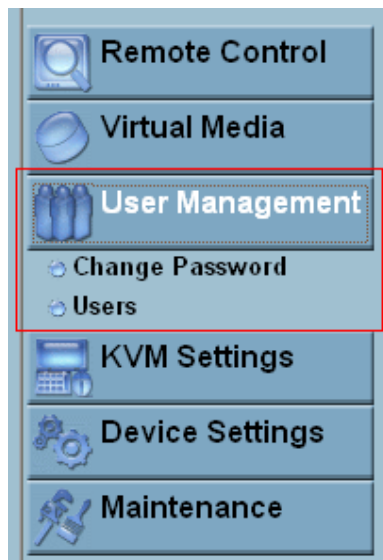 Remote Control
Virtual Media
User Management
Change Password
Users
KVM Settings
Device Settings
Maintenance